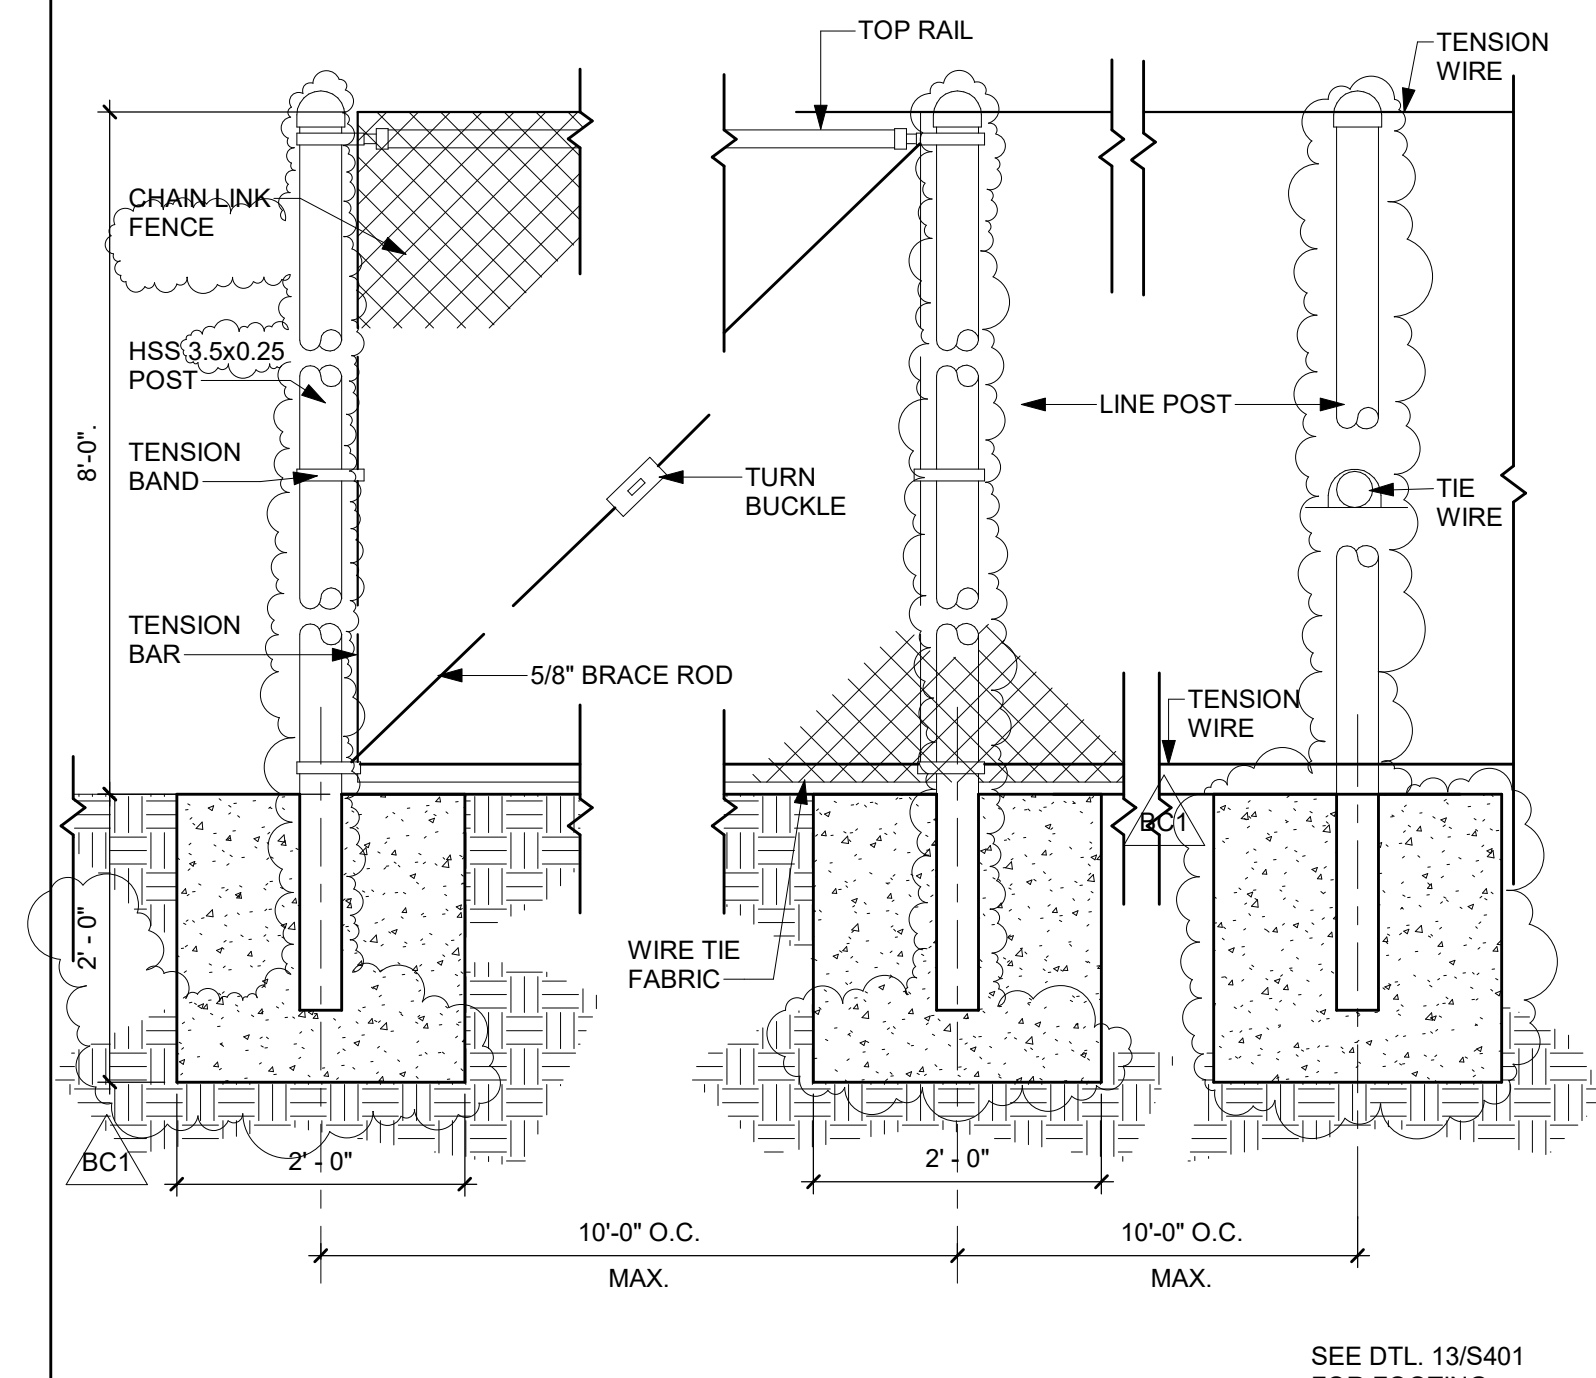 TOP RAIL
TENSION
WIRE
CHAIN LINK
FENCE
HSS 3.5x0.25
POST
LINE POST
8'-0".
TENSION
BAND
TURN
BUCKLE
TIE
WIRE
TENSION
BAR
5/8" BRACE ROD
TENSION
WIRE
BC1
2' - 0"
WIRE TIE
FABRIC
BC1
2' - 0"
2' - 0"
10'-0" O.C.
MAX.
10'-0" O.C.
MAX.
SEE DTL. 13/S401
FOR FOOTING